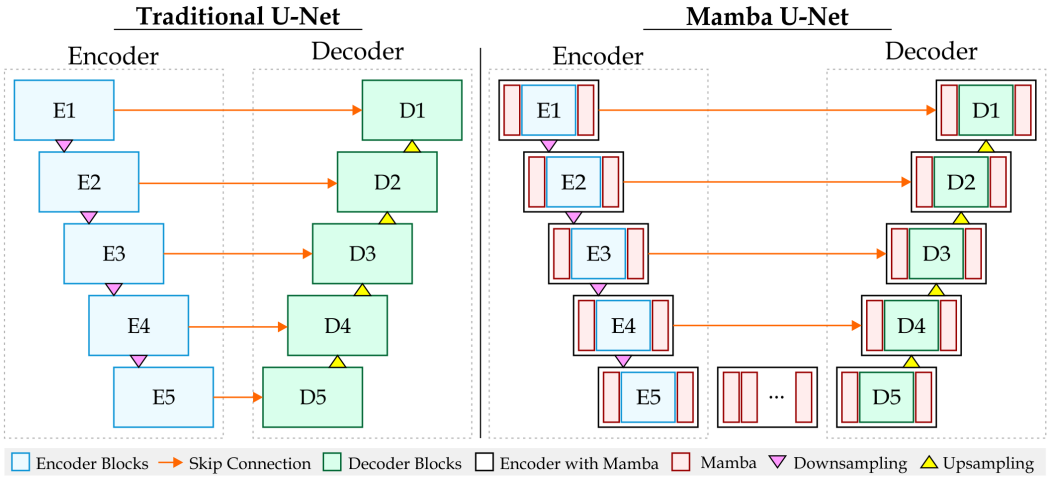 Traditional U-Net
Mamba U-Net
Encoder
Decoder
Encoder
Decoder
E1
D1
E1
D1
E2
D2
E2
D2
E3
D3
E3
D3
E4
D4
E4
D4
E5
D5
E5
...
D5
Encoder Blocks
Skip Connection
Decoder Blocks
Encoder with Mamba
Mamba
Downsampling
Upsampling